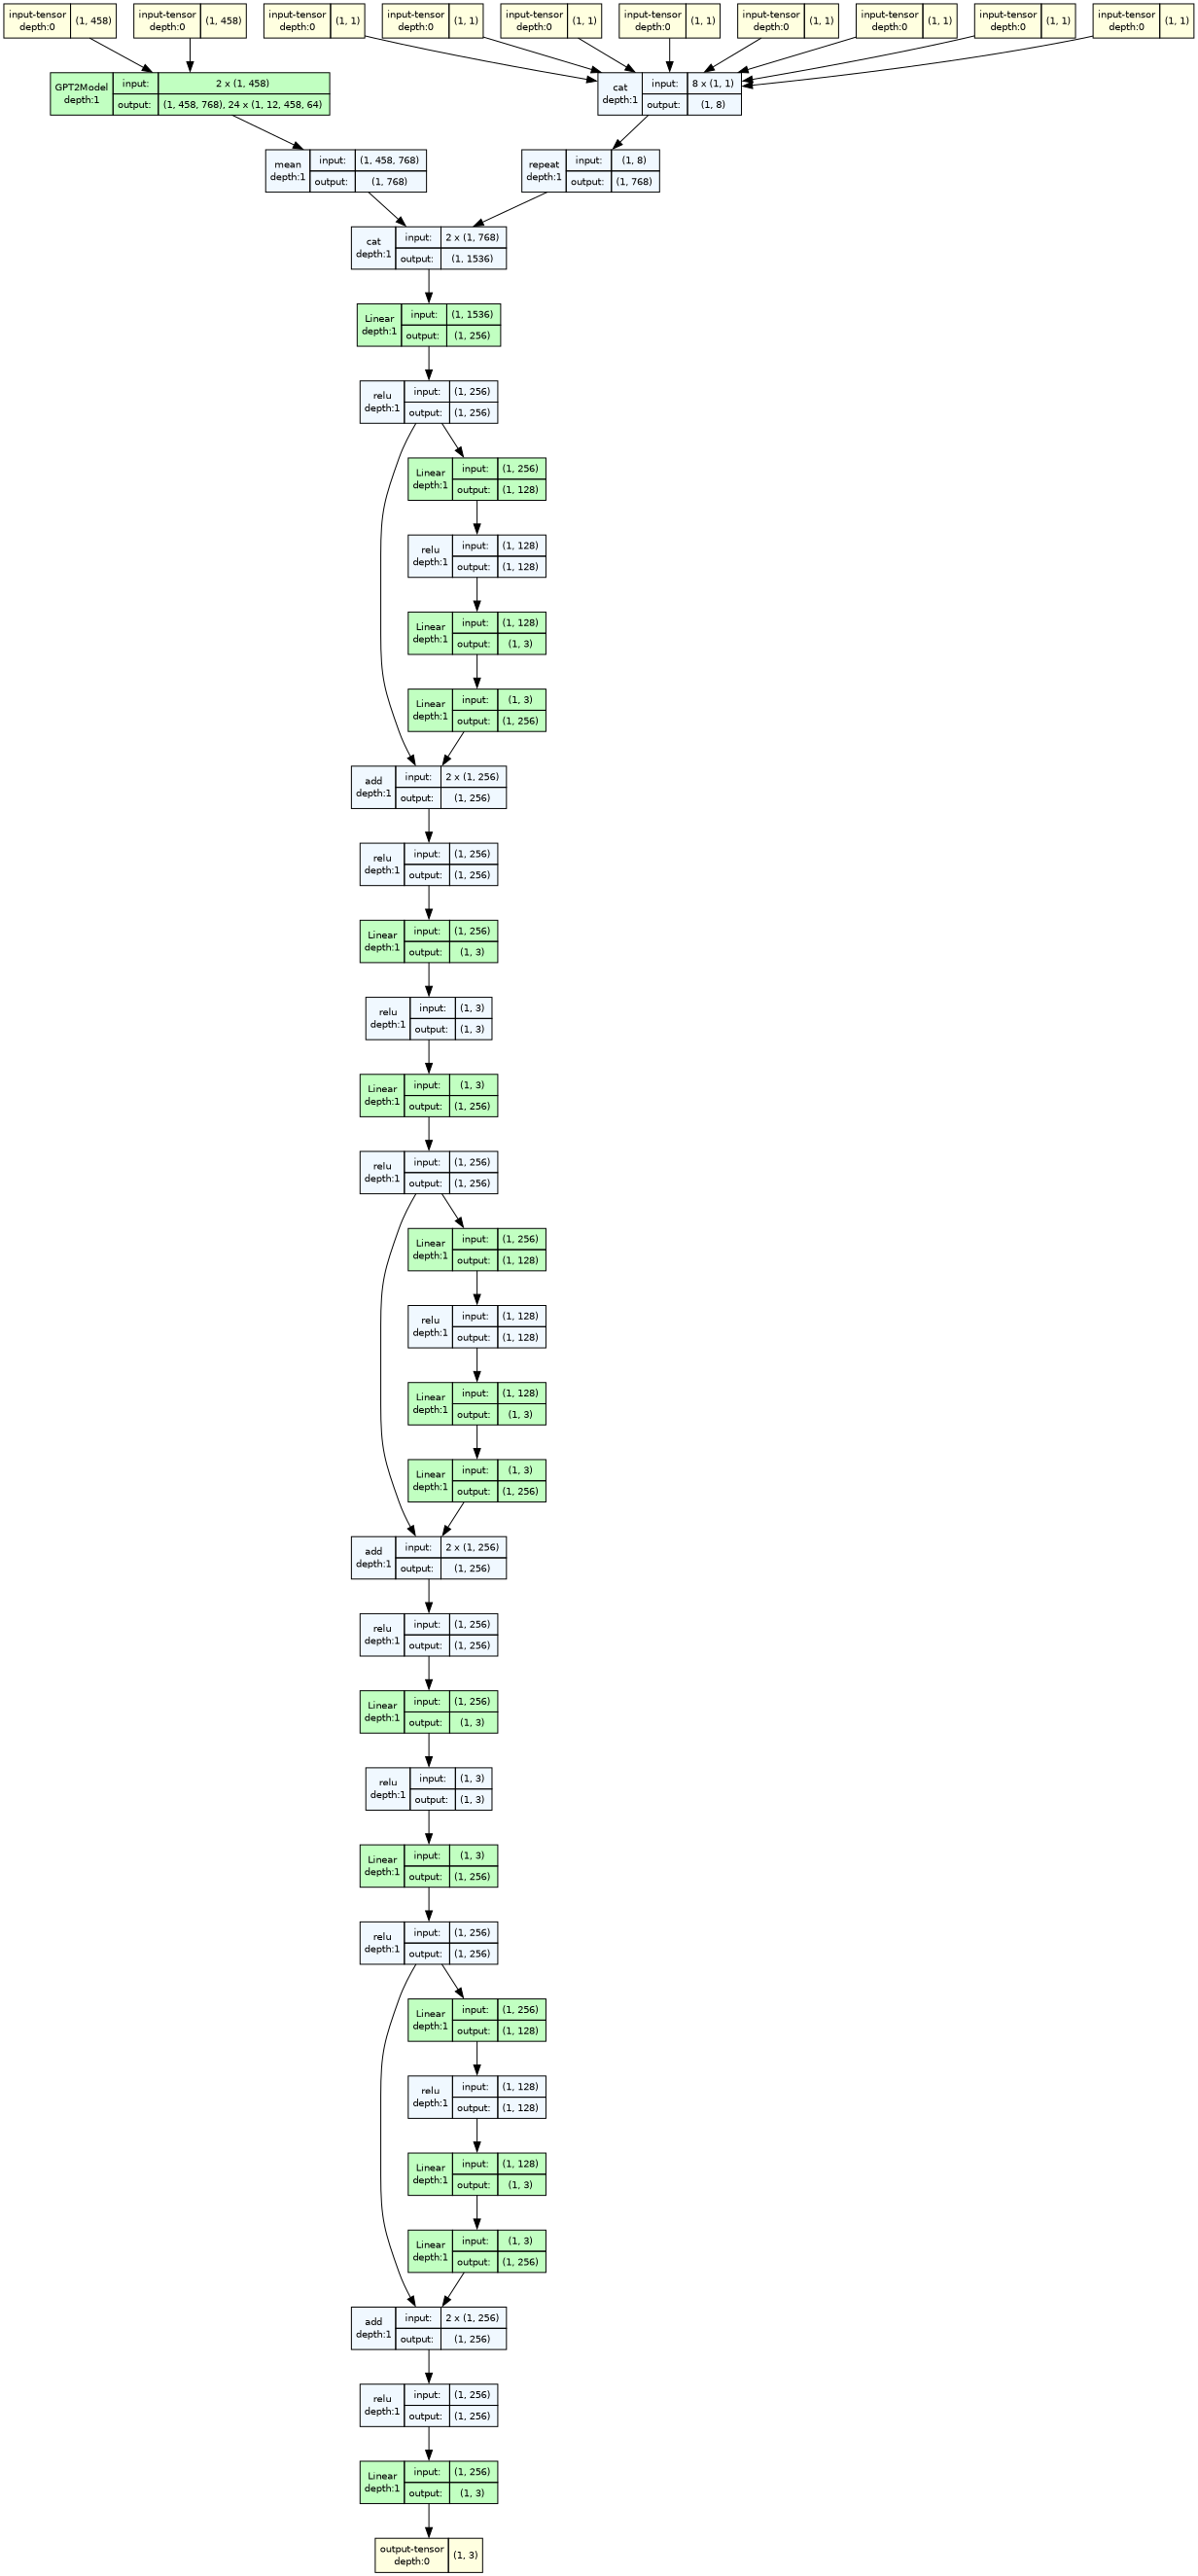 input-tensor
depth:0
(1, 458)
input-tensor
depth:0
(1, 458)
input-tensor
depth:0
(1, 1)
input-tensor
depth:0
(1, 1)
input-tensor
depth:0
(1, 1)
input-tensor
depth:0
(1, 1)
input-tensor
depth:0
(1, 1)
input-tensor
depth:0
(1, 1)
input-tensor
depth:0
(1, 1)
input-tensor
depth:0
(1, 1)
GPT2Model
depth:1
input: 2 x (1, 458)
output: (1, 458, 768), 24 x (1, 12, 458, 64)
cat
depth:1
input: 8 x (1, 1)
output: (1, 8)
mean
depth:1
input: (1, 458, 768)
output: (1, 768)
repeat
depth:1
input: (1, 8)
output: (1, 768)
cat
depth:1
input: 2 x (1, 768)
output: (1, 1536)
Linear
depth:1
input: (1, 1536)
output: (1, 256)
relu
depth:1
input: (1, 256)
output: (1, 256)
Linear
depth:1
input: (1, 256)
output: (1, 128)
relu
depth:1
input: (1, 128)
output: (1, 128)
Linear
depth:1
input: (1, 128)
output: (1, 3)
Linear
depth:1
input: (1, 3)
output: (1, 256)
add
depth:1
input: 2 x (1, 256)
output: (1, 256)
relu
depth:1
input: (1, 256)
output: (1, 256)
Linear
depth:1
input: (1, 256)
output: (1, 3)
relu
depth:1
input: (1, 3)
output: (1, 3)
Linear
depth:1
input: (1, 3)
output: (1, 256)
relu
depth:1
input: (1, 256)
output: (1, 256)
Linear
depth:1
input: (1, 256)
output: (1, 128)
relu
depth:1
input: (1, 128)
output: (1, 128)
Linear
depth:1
input: (1, 128)
output: (1, 3)
Linear
depth:1
input: (1, 3)
output: (1, 256)
add
depth:1
input: 2 x (1, 256)
output: (1, 256)
relu
depth:1
input: (1, 256)
output: (1, 256)
Linear
depth:1
input: (1, 256)
output: (1, 3)
relu
depth:1
input: (1, 3)
output: (1, 3)
Linear
depth:1
input: (1, 3)
output: (1, 256)
relu
depth:1
input: (1, 256)
output: (1, 256)
Linear
depth:1
input: (1, 256)
output: (1, 128)
relu
depth:1
input: (1, 128)
output: (1, 128)
Linear
depth:1
input: (1, 128)
output: (1, 3)
Linear
depth:1
input: (1, 3)
output: (1, 256)
add
depth:1
input: 2 x (1, 256)
output: (1, 256)
relu
depth:1
input: (1, 256)
output: (1, 256)
Linear
depth:1
input: (1, 256)
output: (1, 3)
output-tensor
depth:0
(1, 3)